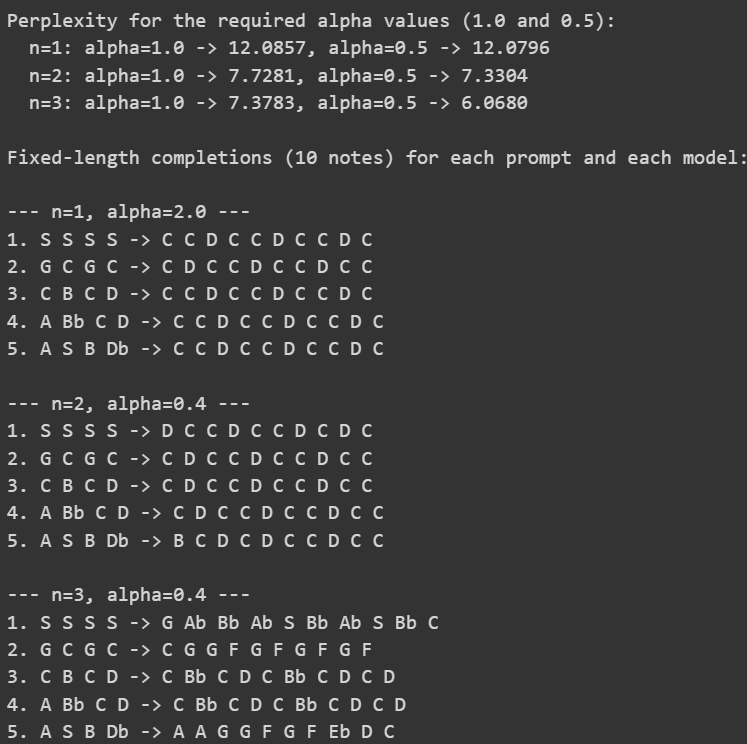 Perplexity for the required alpha values (1.0 and 0.5):
  n=1: alpha=1.0 -> 12.0857, alpha=0.5 -> 12.0796
  n=2: alpha=1.0 -> 7.7281, alpha=0.5 -> 7.3304
  n=3: alpha=1.0 -> 7.3783, alpha=0.5 -> 6.0680

Fixed-length completions (10 notes) for each prompt and each model:

--- n=1, alpha=2.0 ---
1. S S S S -> C C D C C D C C D C
2. G C G C -> C D C C D C C D C C
3. C B C D -> C C D C C D C C D C
4. A Bb C D -> C C D C C D C C D C
5. A S B Db -> C C D C C D C C D C

--- n=2, alpha=0.4 ---
1. S S S S -> D C C D C C D C D C
2. G C G C -> C D C C D C C D C C
3. C B C D -> C D C C D C C D C C
4. A Bb C D -> C D C C D C C D C C
5. A S B Db -> B C D C D C C D C C

--- n=3, alpha=0.4 ---
1. S S S S -> G Ab Bb Ab S Bb Ab S Bb C
2. G C G C -> C G G F G F G F G F
3. C B C D -> C Bb C D C Bb C D C D
4. A Bb C D -> C Bb C D C Bb C D C D
5. A S B Db -> A A G G F G F Eb D C